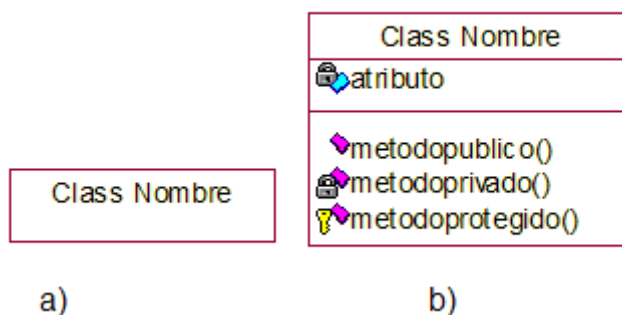 Class Nombre
Class Nombre
atributo
metodopublico()
metodoprivado()
metodoprotegido()
a)
b)